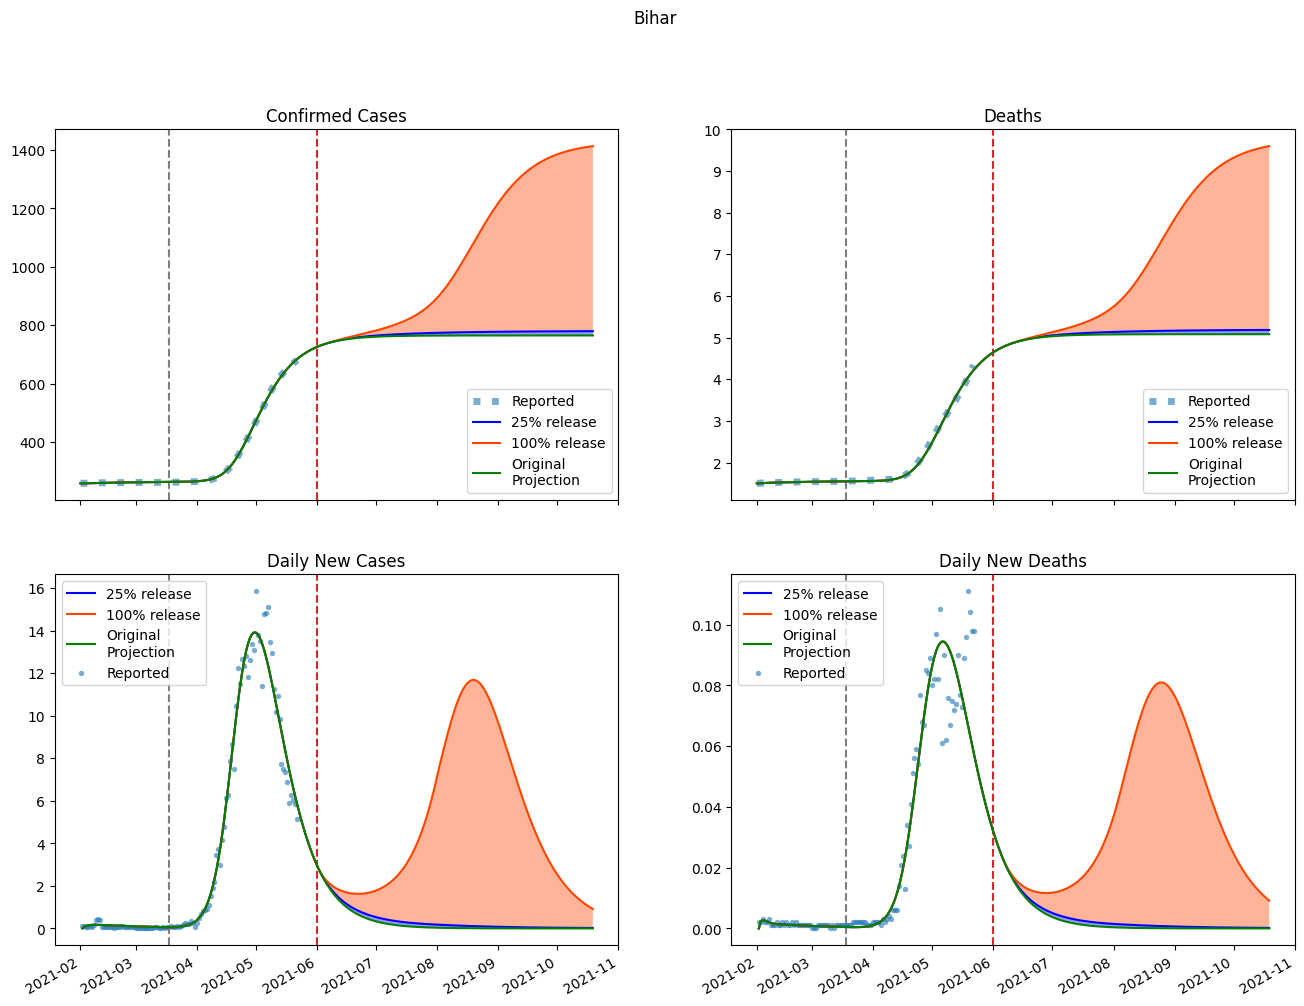 Bihar
Confirmed Cases
1400
1200
1000
800
600
400
Reported
25% release
100% release
Original
Projection
Deaths
10
9
8
7
6
5
4
3
2
Reported
25% release
100% release
Original
Projection
Daily New Cases
16
14
12
10
8
6
4
2
0
25% release
100% release
Original
Projection
Reported
2021-02
2021-03
2021-04
2021-05
2021-06
2021-07
2021-08
2021-09
2021-10
2021-11
Daily New Deaths
0.10
0.08
0.06
0.04
0.02
0.00
25% release
100% release
Original
Projection
Reported
2021-02
2021-03
2021-04
2021-05
2021-06
2021-07
2021-08
2021-09
2021-10
2021-11